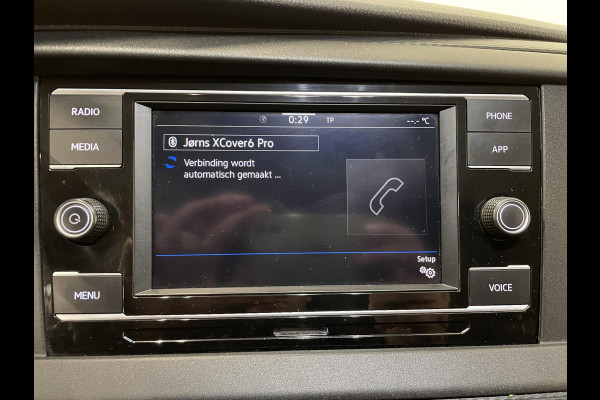 RADIO
MEDIA
MENU
0:29 TP --,- °C
Jørns XCover6 Pro
Verbinding wordt
automatisch gemaakt ...
Setup
PHONE
APP
VOICE